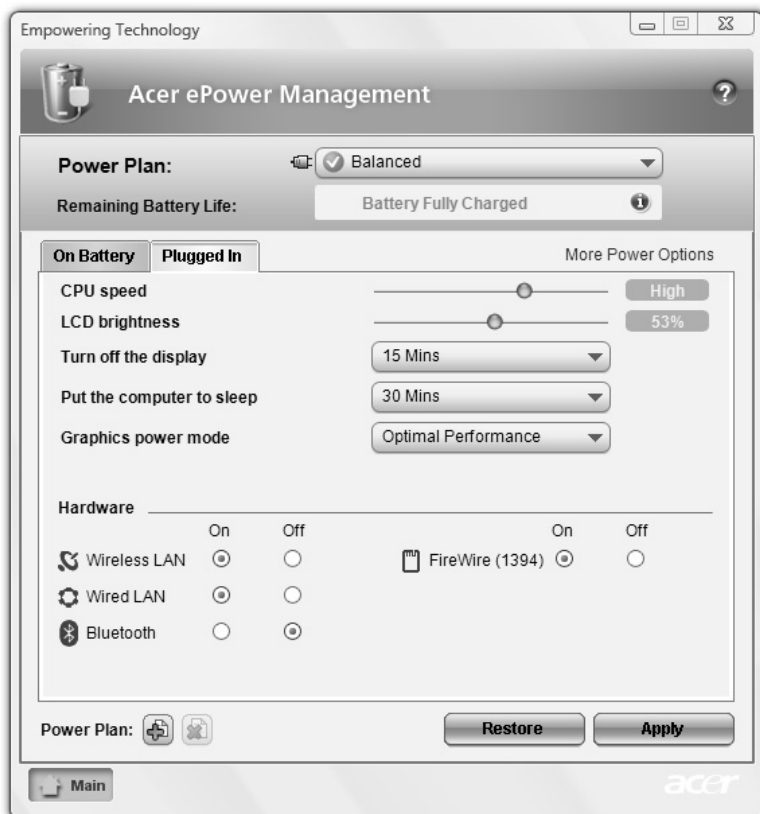 Empowering Technology
Acer ePower Management
Power Plan: Balanced
Remaining Battery Life: Battery Fully Charged
On Battery Plugged In More Power Options
CPU speed High
LCD brightness 53%
Turn off the display 15 Mins
Put the computer to sleep 30 Mins
Graphics power mode Optimal Performance
Hardware
On Off On Off
Wireless LAN FireWire (1394)
Wired LAN
Bluetooth
Power Plan: Restore Apply
Main acer